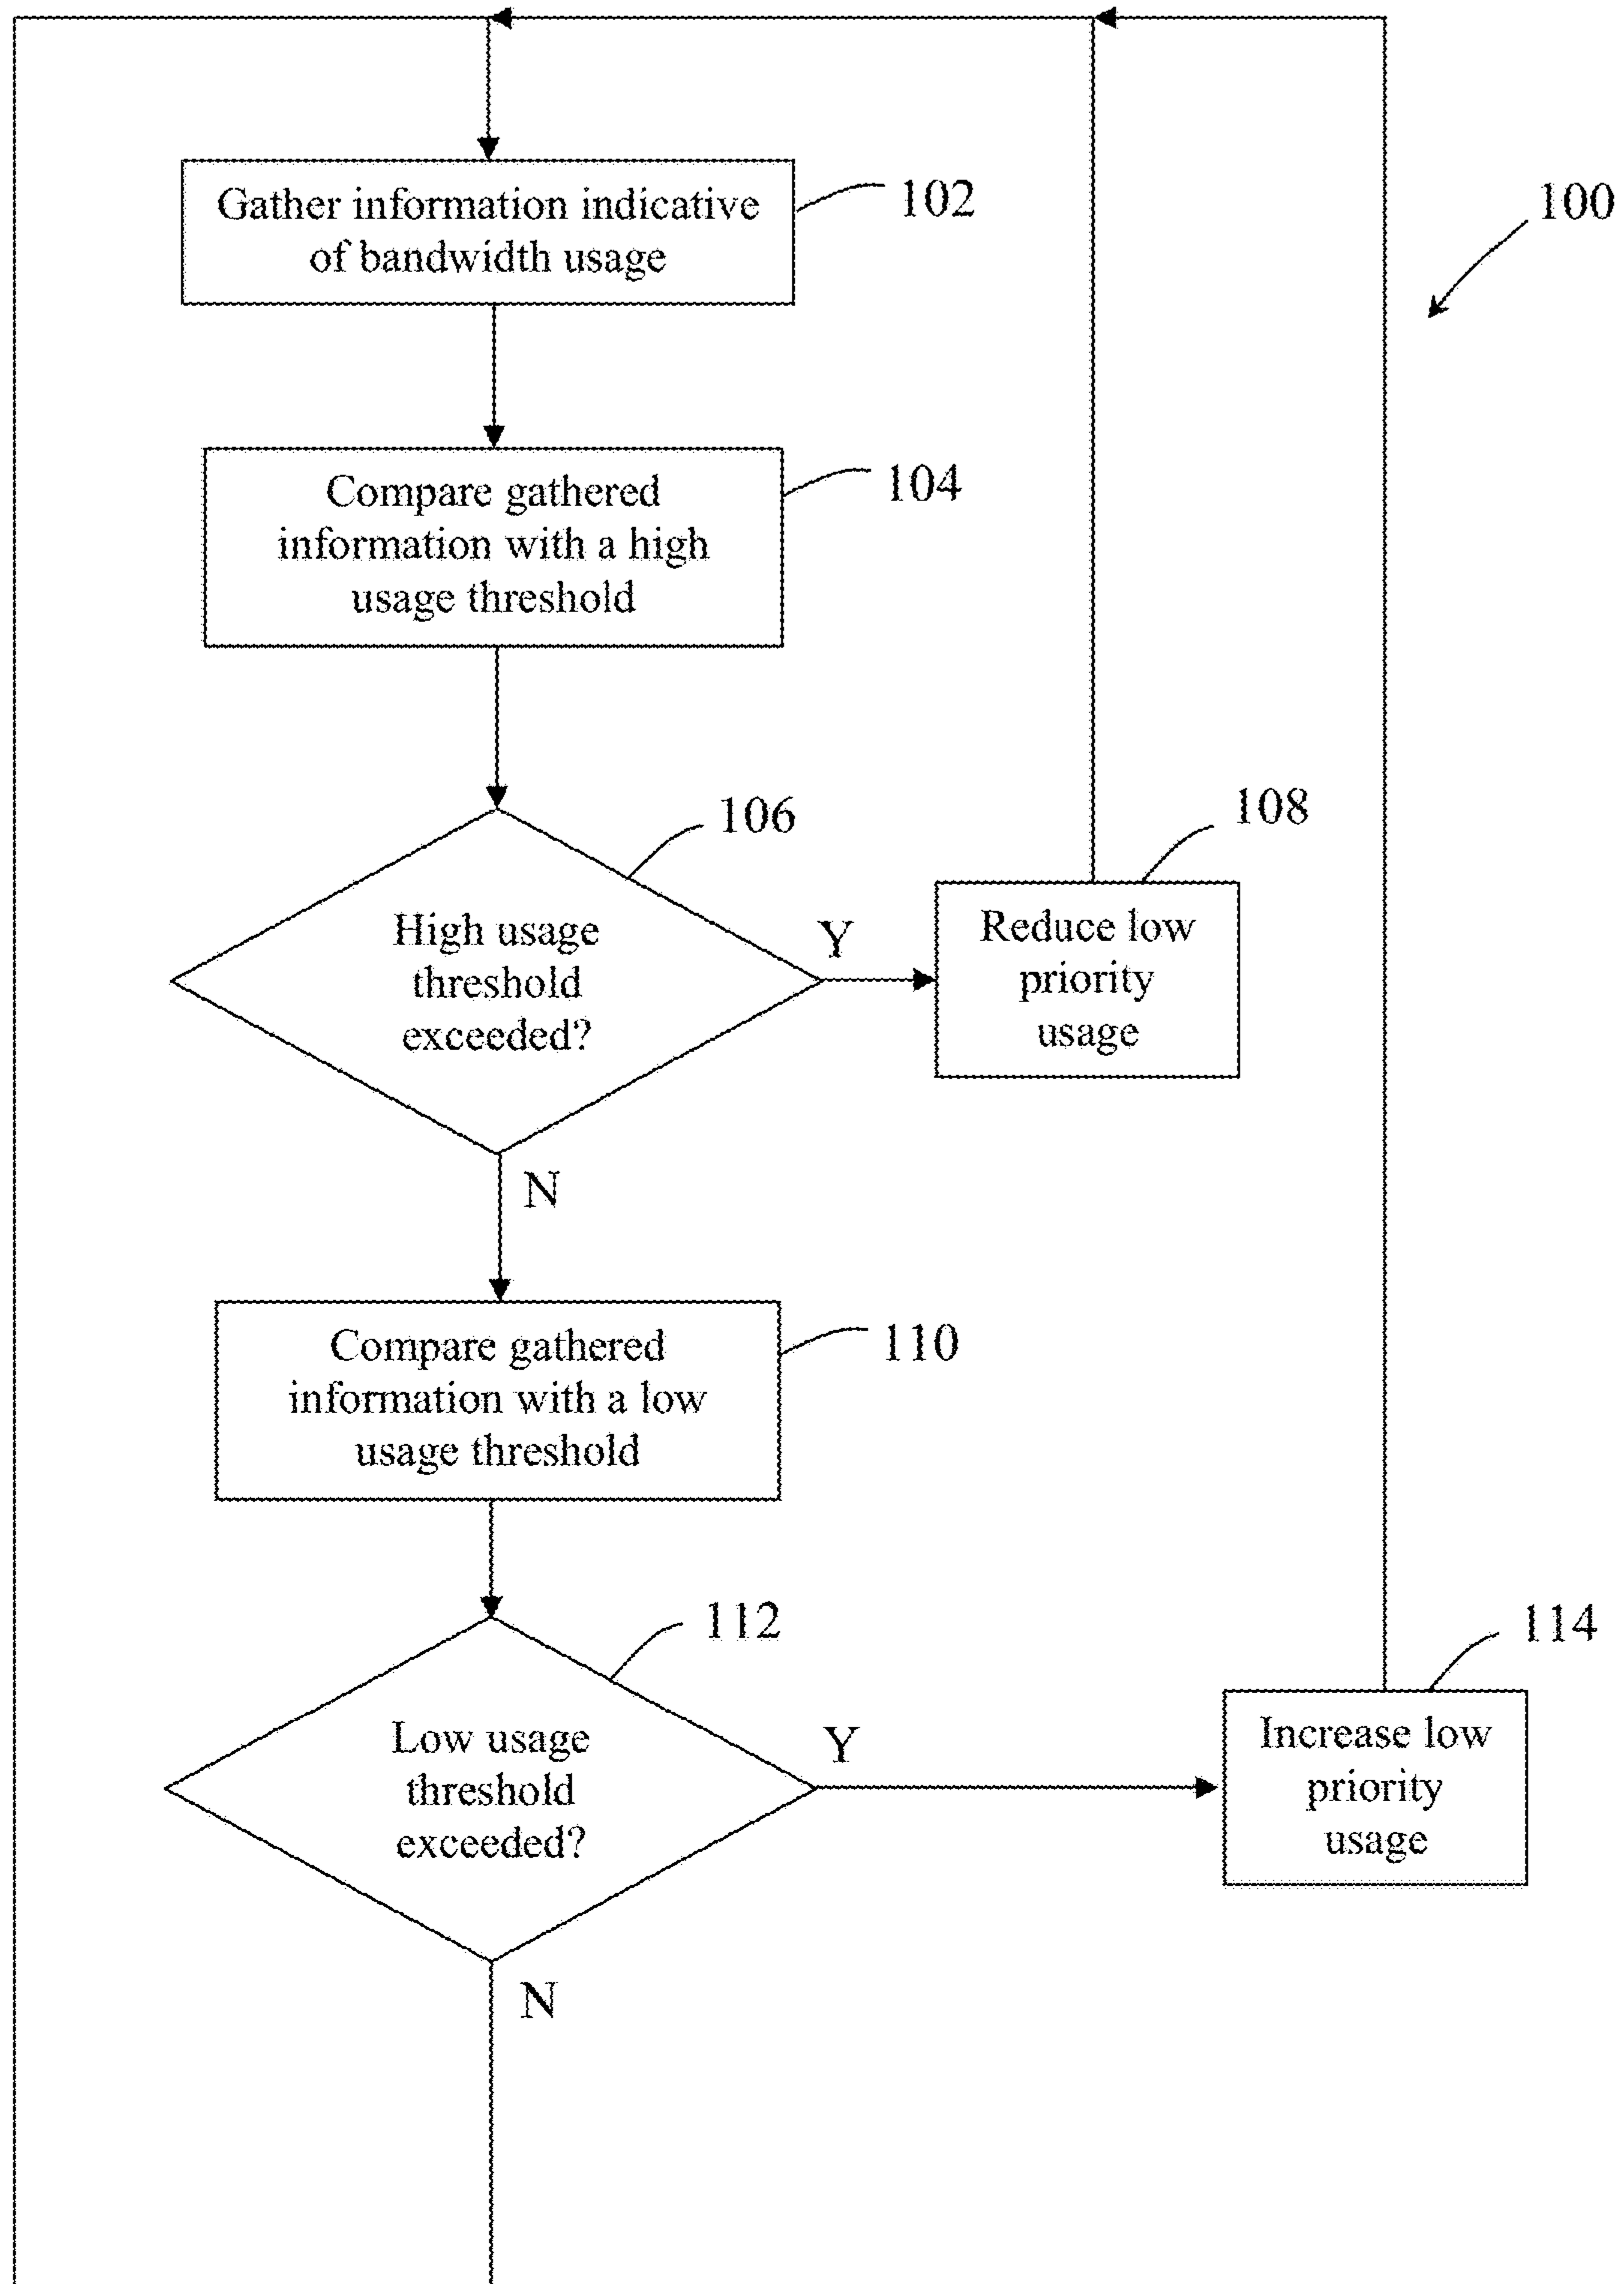 Gather information indicative
of bandwidth usage
102
100
Compare gathered
information with a high
usage threshold
104
High usage
threshold
exceeded?
106
Y
Reduce low
priority
usage
108
N
Compare gathered
information with a low
usage threshold
110
Low usage
threshold
exceeded?
112
Y
Increase low
priority
usage
114
N